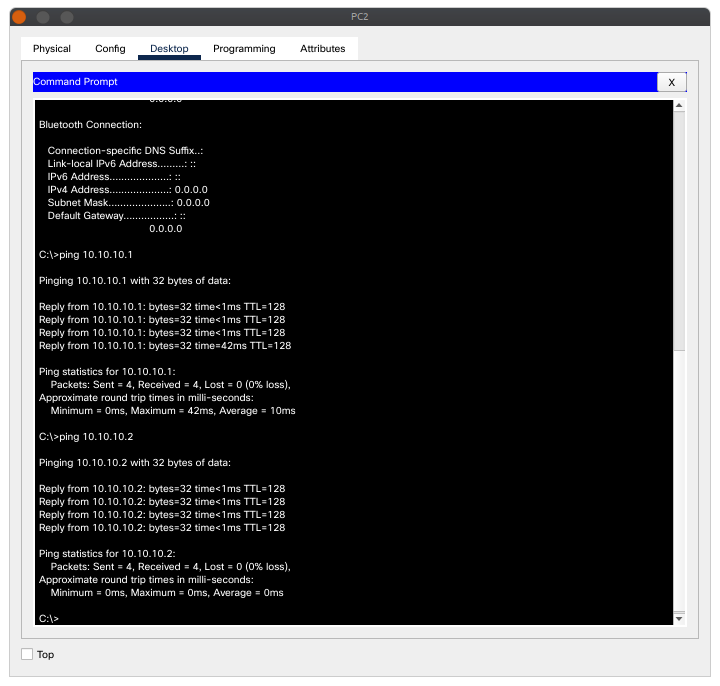 PC2
Physical Config Desktop Programming Attributes
Command Prompt X
0.0.0.0
Bluetooth Connection:
Connection-specific DNS Suffix..:
Link-local IPv6 Address.........: ::
IPv6 Address....................: ::
IPv4 Address....................: 0.0.0.0
Subnet Mask.....................: 0.0.0.0
Default Gateway.................: ::
0.0.0.0
C:\>ping 10.10.10.1
Pinging 10.10.10.1 with 32 bytes of data:
Reply from 10.10.10.1: bytes=32 time<1ms TTL=128
Reply from 10.10.10.1: bytes=32 time<1ms TTL=128
Reply from 10.10.10.1: bytes=32 time<1ms TTL=128
Reply from 10.10.10.1: bytes=32 time=42ms TTL=128
Ping statistics for 10.10.10.1:
Packets: Sent = 4, Received = 4, Lost = 0 (0% loss),
Approximate round trip times in milli-seconds:
Minimum = 0ms, Maximum = 42ms, Average = 10ms
C:\>ping 10.10.10.2
Pinging 10.10.10.2 with 32 bytes of data:
Reply from 10.10.10.2: bytes=32 time<1ms TTL=128
Reply from 10.10.10.2: bytes=32 time<1ms TTL=128
Reply from 10.10.10.2: bytes=32 time<1ms TTL=128
Reply from 10.10.10.2: bytes=32 time<1ms TTL=128
Ping statistics for 10.10.10.2:
Packets: Sent = 4, Received = 4, Lost = 0 (0% loss),
Approximate round trip times in milli-seconds:
Minimum = 0ms, Maximum = 0ms, Average = 0ms
C:\>
Top